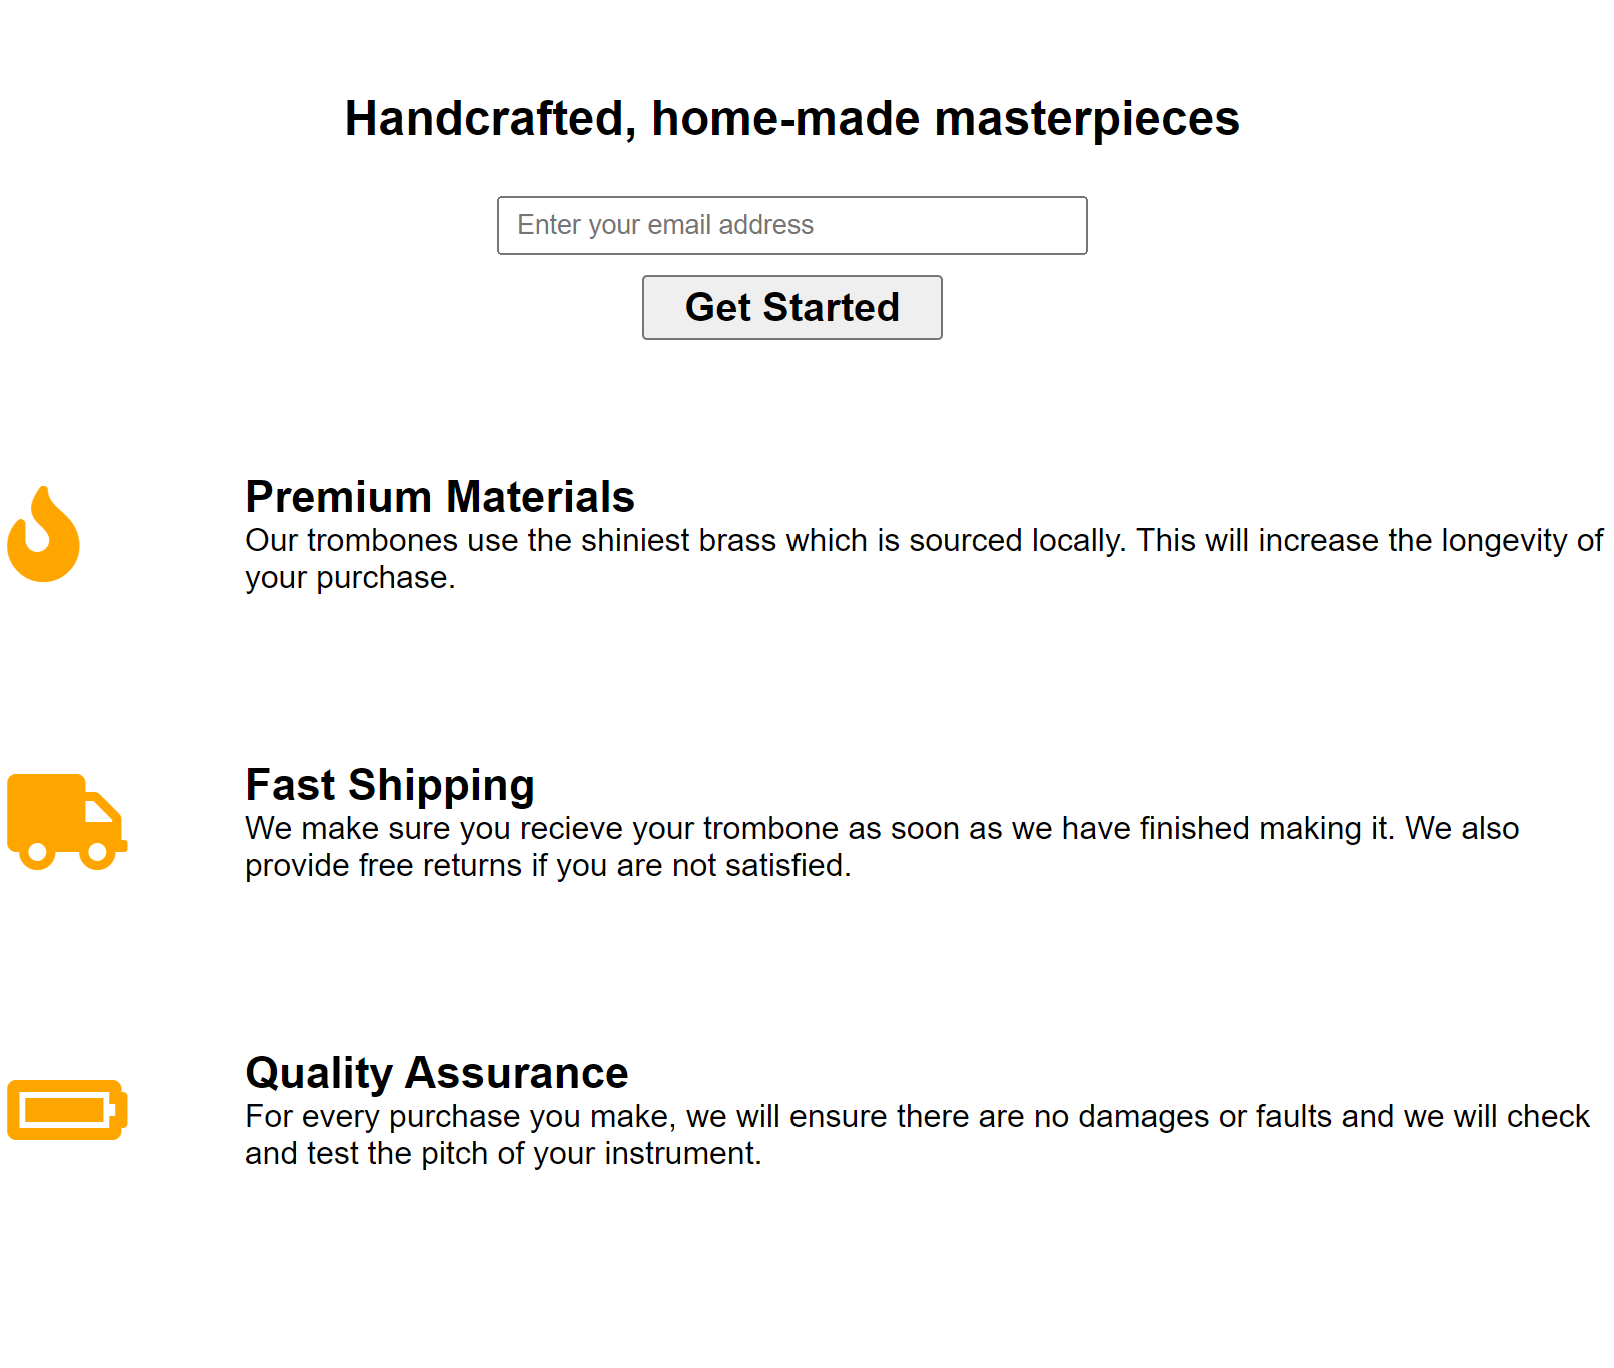 Handcrafted, home-made masterpieces
Enter your email address
Get Started
Premium Materials
Our trombones use the shiniest brass which is sourced locally. This will increase the longevity of
your purchase.
Fast Shipping
We make sure you recieve your trombone as soon as we have finished making it. We also
provide free returns if you are not satisfied.
Quality Assurance
For every purchase you make, we will ensure there are no damages or faults and we will check
and test the pitch of your instrument.